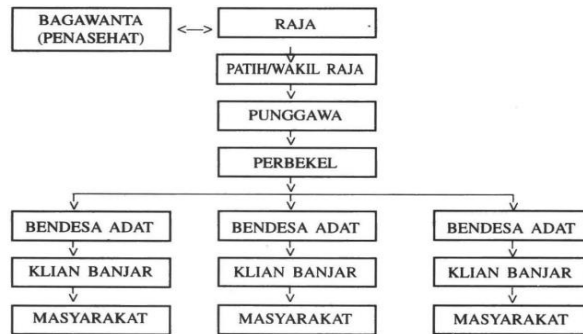 BAGAWANTA
(PENASEHAT)
RAJA
PATIH/WAKIL RAJA
PUNGGAWA
PERBEKEL
BENDESA ADAT
BENDESA ADAT
BENDESA ADAT
KLIAN BANJAR
KLIAN BANJAR
KLIAN BANJAR
MASYARAKAT
MASYARAKAT
MASYARAKAT